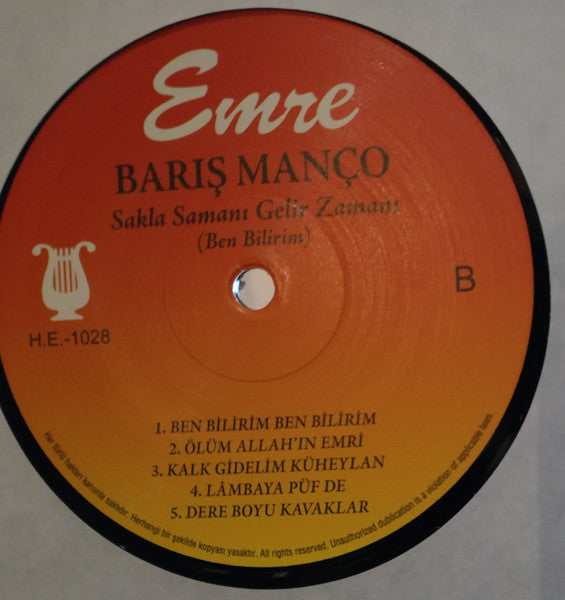 Emre
BARIŞ MANÇO
Sakla Samanı Gelir Zamanı
(Ben Bilirim)
B
H.E.-1028
1. BEN BİLİRİM BEN BİLİRİM
2. ÖLÜM ALLAH'IN EMRİ
3. KALK GİDELİM KÜHEYLAN
4. LÂMBAYA PÜF DE
5. DERE BOYU KAVAKLAR
Her türlü hakları kanunla saklıdır. Herhangi bir şekilde kopyası yasaktır. All rights reserved. Unauthorized dublication is a violation of applicable laws.